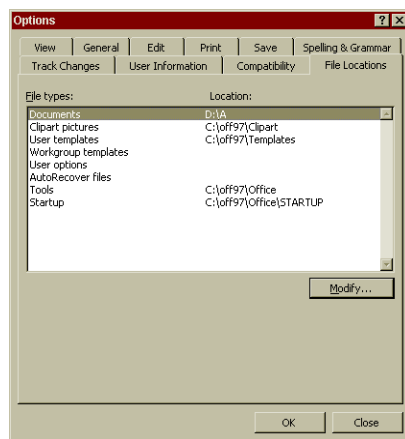 Options
View General Edit Print Save Spelling & Grammar
Track Changes User Information Compatibility File Locations
File types: Location:
Documents D:\A
Clipart pictures C:\off97\Clipart
User templates C:\off97\Templates
Workgroup templates
User options
AutoRecover files
Tools C:\off97\Office
Startup C:\off97\Office\STARTUP
Modify...
OK Close